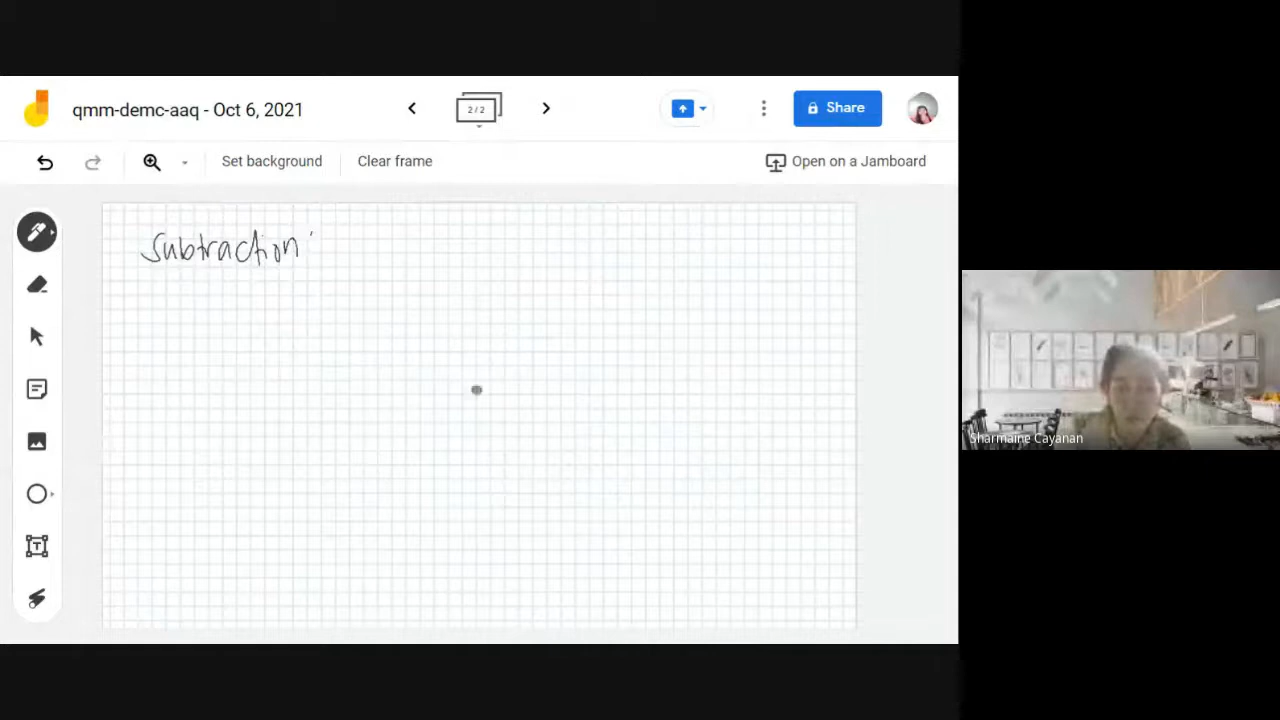 qmm-demc-aaq - Oct 6, 2021
2/2
Share
Set background
Clear frame
Open on a Jamboard
Subtraction
T
Sharmaine Cayanan